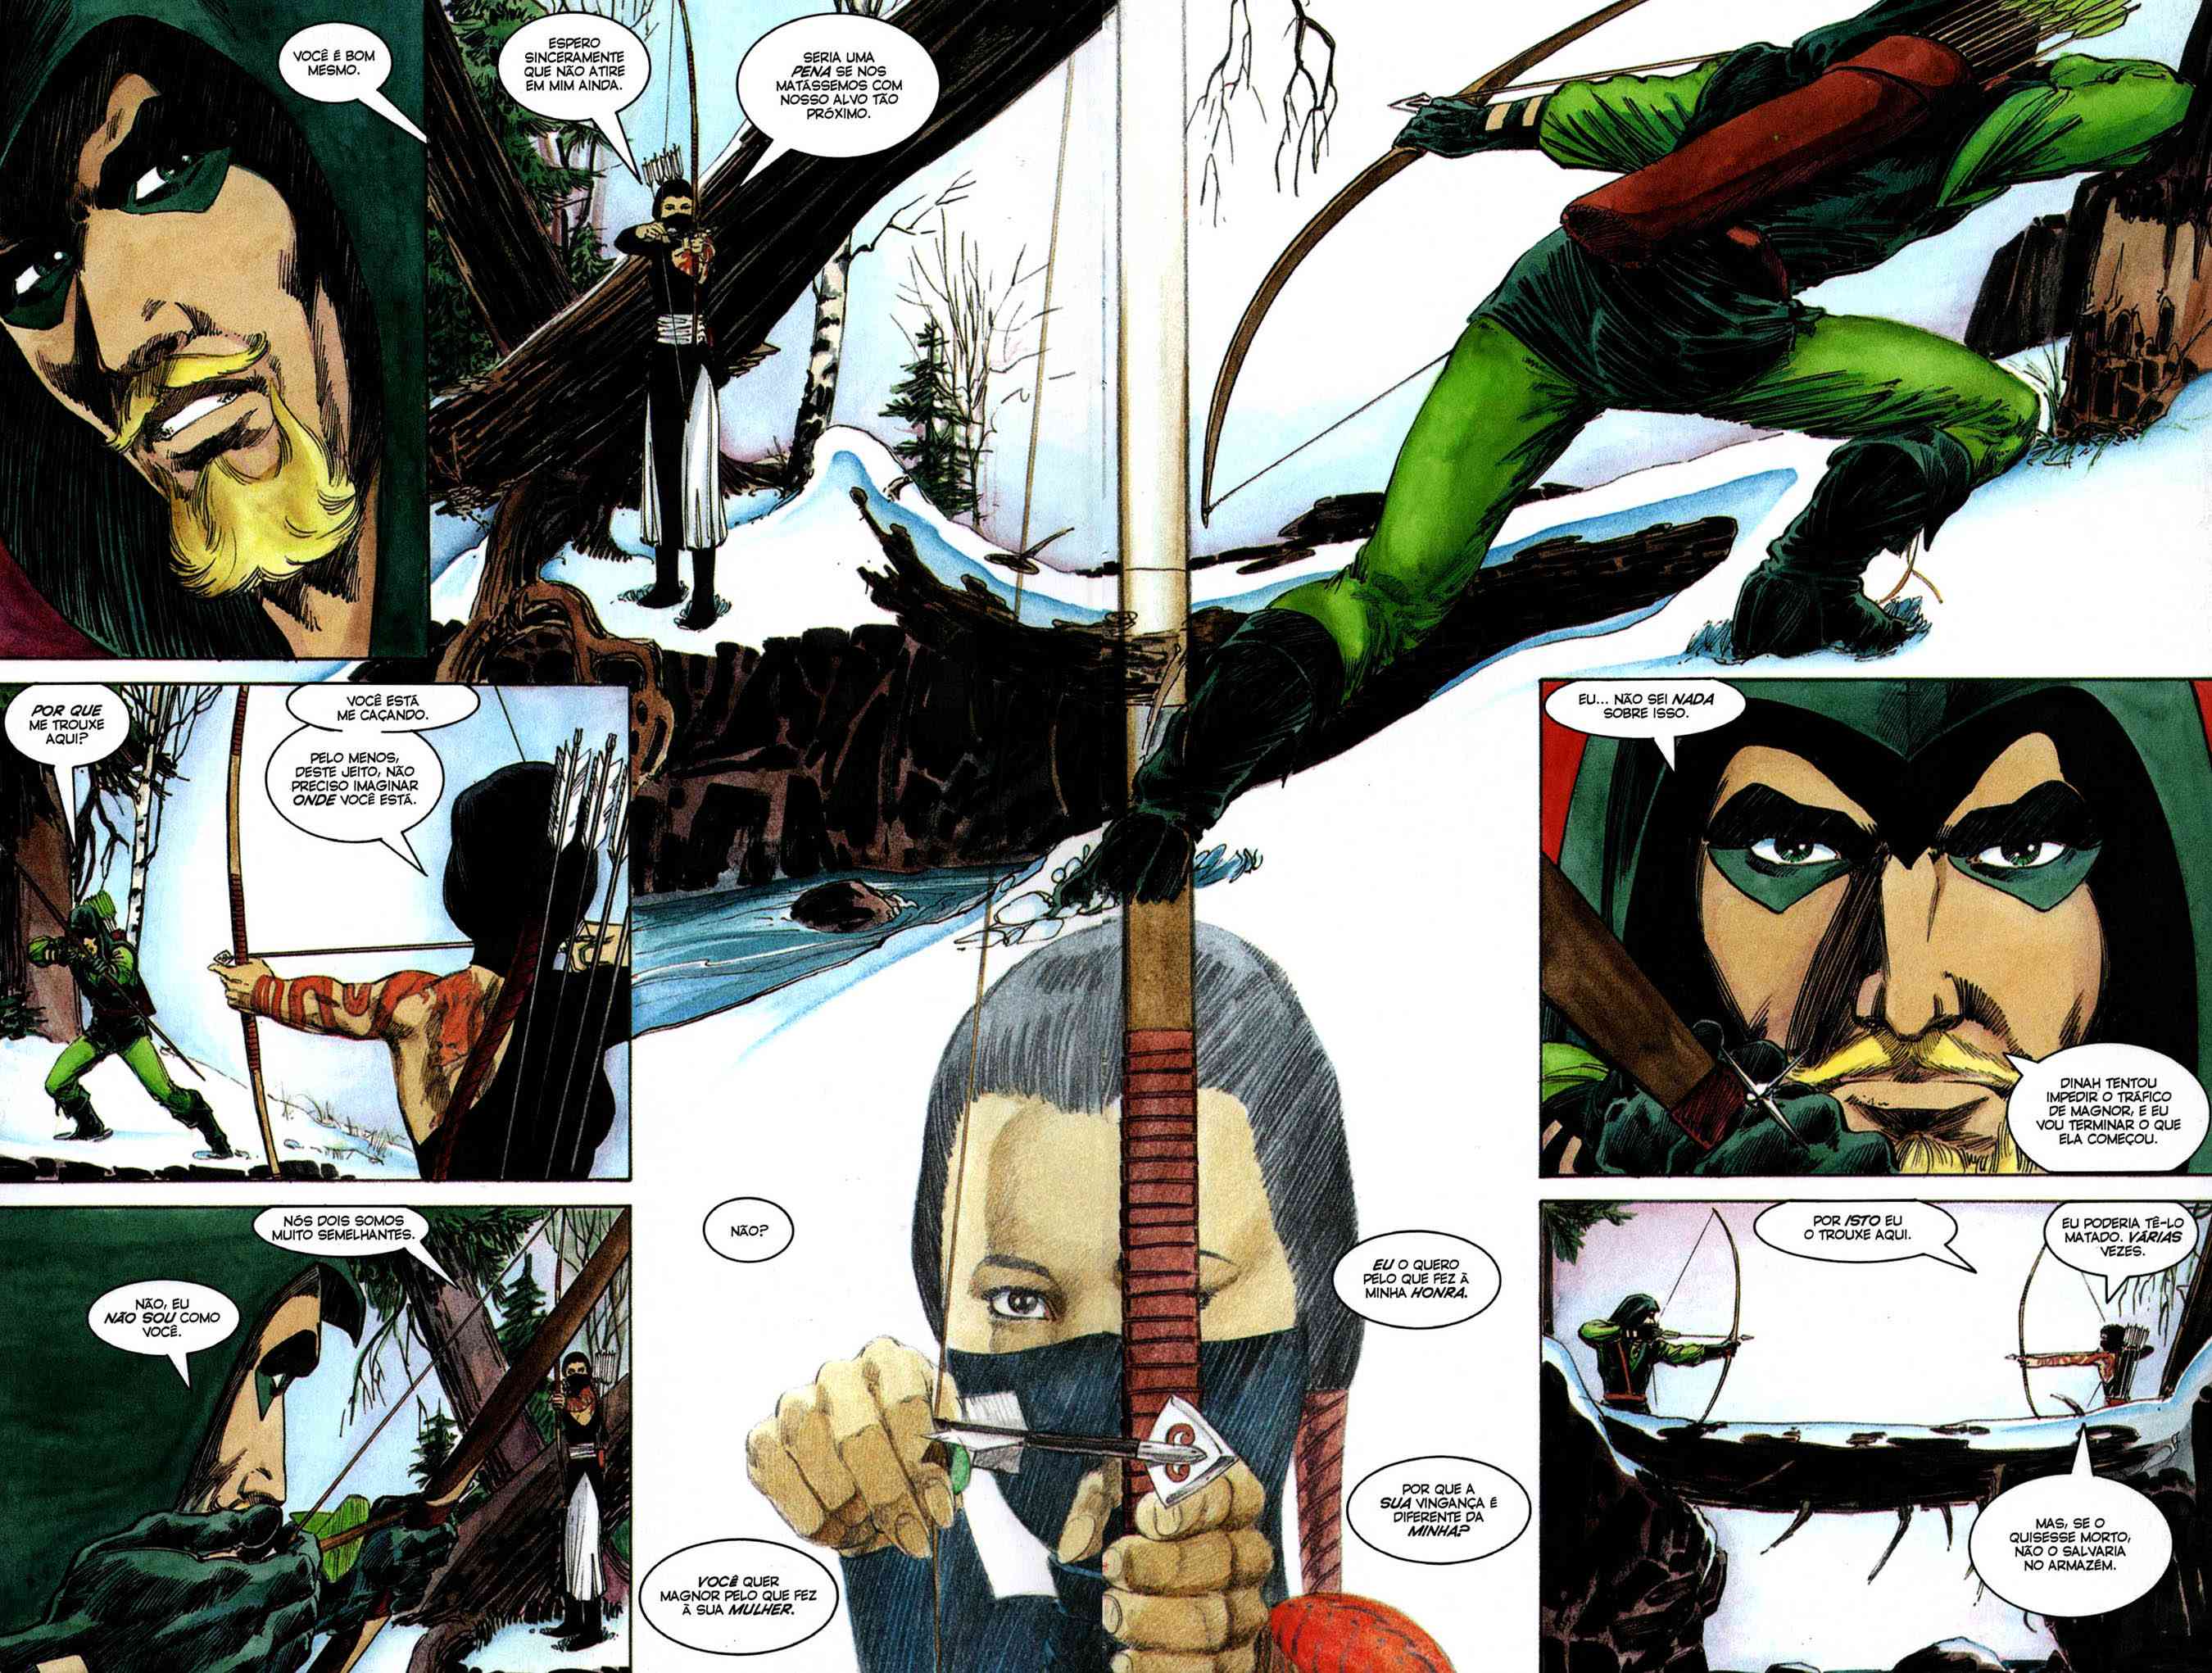 VOCÊ É BOM
MESMO.
ESPERO
SINCERAMENTE
QUE NÃO ATIRE
EM MIM AINDA.
SERIA UMA
PENA SE NOS
MATÁSSEMOS COM
NOSSO ALVO TÃO
PRÓXIMO.
POR QUE
ME TROUXE
AQUI?
VOCÊ ESTÁ
ME CAÇANDO.
PELO MENOS,
DESTE JEITO, NÃO
PRECISO IMAGINAR
ONDE VOCÊ ESTÁ.
NÓS DOIS SOMOS
MUITO SEMELHANTES.
NÃO, EU
NÃO SOU COMO
VOCÊ.
NÃO?
VOCÊ QUER
MAGNOR PELO QUE FEZ
À SUA MULHER.
EU O QUERO
PELO QUE FEZ À
MINHA HONRA.
POR QUE A
SUA VINGANÇA É
DIFERENTE DA
MINHA?
EU... NÃO SEI NADA
SOBRE ISSO.
DINAH TENTOU
IMPEDIR O TRÁFICO
DE MAGNOR, E EU
VOU TERMINAR O QUE
ELA COMEÇOU.
POR ISTO EU
O TROUXE AQUI.
EU PODERIA TÊ-LO
MATADO. VÁRIAS
VEZES.
MAS, SE O
QUISESSE MORTO,
NÃO O SALVARIA
NO ARMAZÉM.